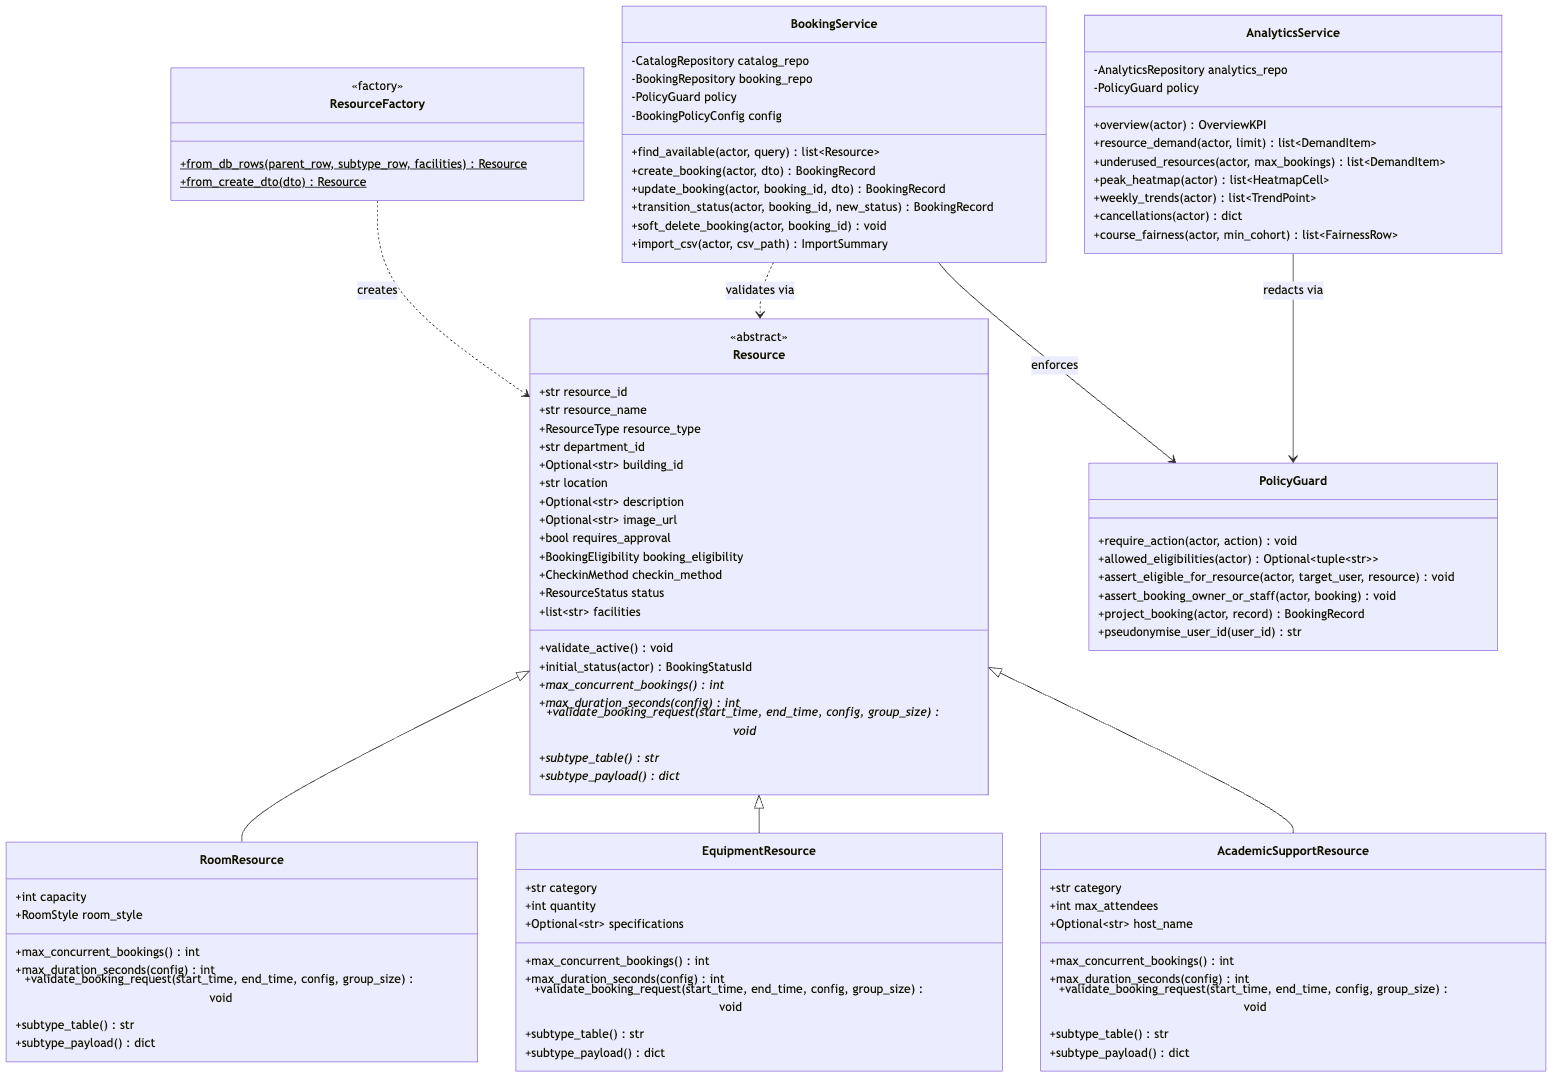 «factory»
ResourceFactory
+from_db_rows(parent_row, subtype_row, facilities) : Resource
+from_create_dto(dto) : Resource
BookingService
-CatalogRepository catalog_repo
-BookingRepository booking_repo
-PolicyGuard policy
-BookingPolicyConfig config
+find_available(actor, query) : list<Resource>
+create_booking(actor, dto) : BookingRecord
+update_booking(actor, booking_id, dto) : BookingRecord
+transition_status(actor, booking_id, new_status) : BookingRecord
+soft_delete_booking(actor, booking_id) : void
+import_csv(actor, csv_path) : ImportSummary
AnalyticsService
-AnalyticsRepository analytics_repo
-PolicyGuard policy
+overview(actor) : OverviewKPI
+resource_demand(actor, limit) : list<DemandItem>
+underused_resources(actor, max_bookings) : list<DemandItem>
+peak_heatmap(actor) : list<HeatmapCell>
+weekly_trends(actor) : list<TrendPoint>
+cancellations(actor) : dict
+course_fairness(actor, min_cohort) : list<FairnessRow>
creates
validates via
enforces
redacts via
«abstract»
Resource
+str resource_id
+str resource_name
+ResourceType resource_type
+str department_id
+Optional<str> building_id
+str location
+Optional<str> description
+Optional<str> image_url
+bool requires_approval
+BookingEligibility booking_eligibility
+CheckinMethod checkin_method
+ResourceStatus status
+list<str> facilities
+validate_active() : void
+initial_status(actor) : BookingStatusId
+max_concurrent_bookings() : int
+max_duration_seconds(config) : int
+validate_booking_request(start_time, end_time, config, group_size) :
void
+subtype_table() : str
+subtype_payload() : dict
PolicyGuard
+require_action(actor, action) : void
+allowed_eligibilities(actor) : Optional<tuple<str>>
+assert_eligible_for_resource(actor, target_user, resource) : void
+assert_booking_owner_or_staff(actor, booking) : void
+project_booking(actor, record) : BookingRecord
+pseudonymise_user_id(user_id) : str
RoomResource
+int capacity
+RoomStyle room_style
+max_concurrent_bookings() : int
+max_duration_seconds(config) : int
+validate_booking_request(start_time, end_time, config, group_size) :
void
+subtype_table() : str
+subtype_payload() : dict
EquipmentResource
+str category
+int quantity
+Optional<str> specifications
+max_concurrent_bookings() : int
+max_duration_seconds(config) : int
+validate_booking_request(start_time, end_time, config, group_size) :
void
+subtype_table() : str
+subtype_payload() : dict
AcademicSupportResource
+str category
+int max_attendees
+Optional<str> host_name
+max_concurrent_bookings() : int
+max_duration_seconds(config) : int
+validate_booking_request(start_time, end_time, config, group_size) :
void
+subtype_table() : str
+subtype_payload() : dict